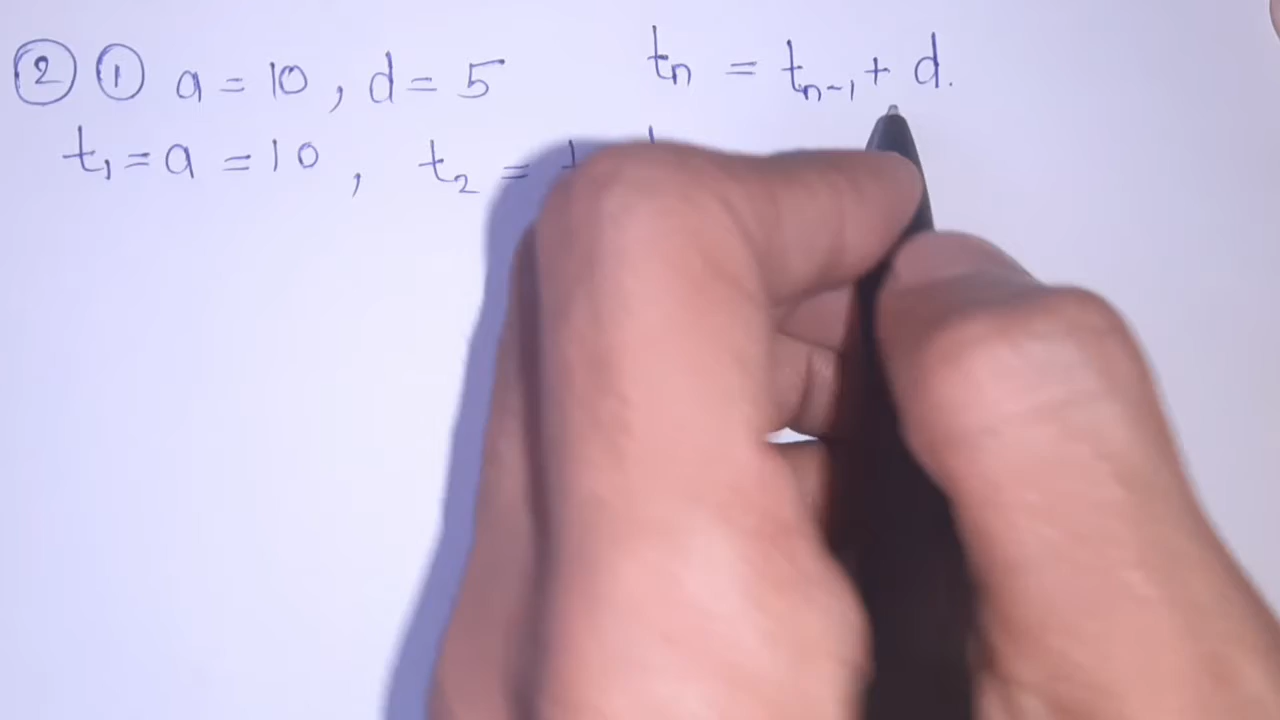 ② ① a = 10 , d = 5 tₙ = tₙ₋₁ + d.
t₁ = a = 10 , t₂ =